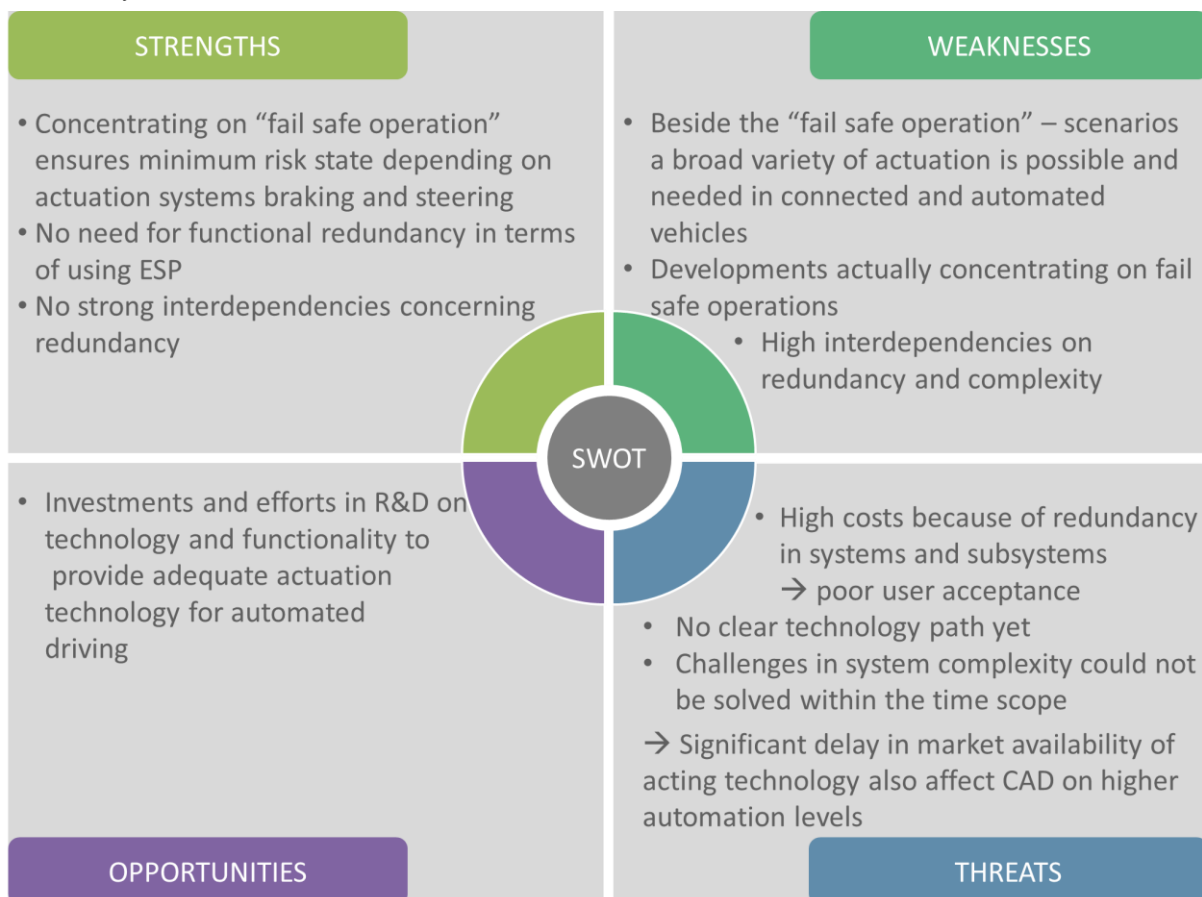 STRENGTHS
• Concentrating on “fail safe operation”
ensures minimum risk state depending on
actuation systems braking and steering
• No need for functional redundancy in terms
of using ESP
• No strong interdependencies concerning
redundancy
WEAKNESSES
• Beside the “fail safe operation” – scenarios
a broad variety of actuation is possible and
needed in connected and automated
vehicles
• Developments actually concentrating on fail
safe operations
• High interdependencies on
redundancy and complexity
SWOT
• Investments and efforts in R&D on
technology and functionality to
provide adequate actuation
technology for automated
driving
OPPORTUNITIES
• High costs because of redundancy
in systems and subsystems
→ poor user acceptance
• No clear technology path yet
• Challenges in system complexity could not
be solved within the time scope
→ Significant delay in market availability of
acting technology also affect CAD on higher
automation levels
THREATS